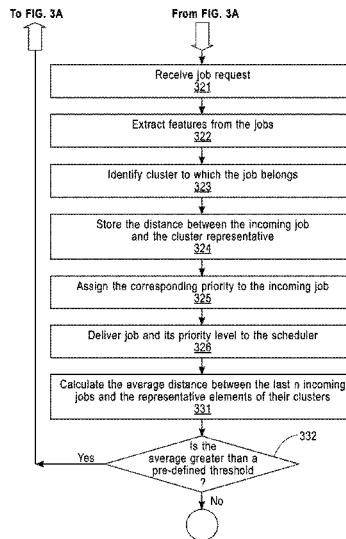 To FIG. 3A
From FIG. 3A
Receive job request
321
Extract features from the jobs
322
Identify cluster to which the job belongs
323
Store the distance between the incoming job
and the cluster representative
324
Assign the corresponding priority to the incoming job
325
Deliver job and its priority level to the scheduler
326
Calculate the average distance between the last n incoming
jobs and the representative elements of their clusters
331
332
Is the
average greater than a
pre-defined threshold
?
Yes
No